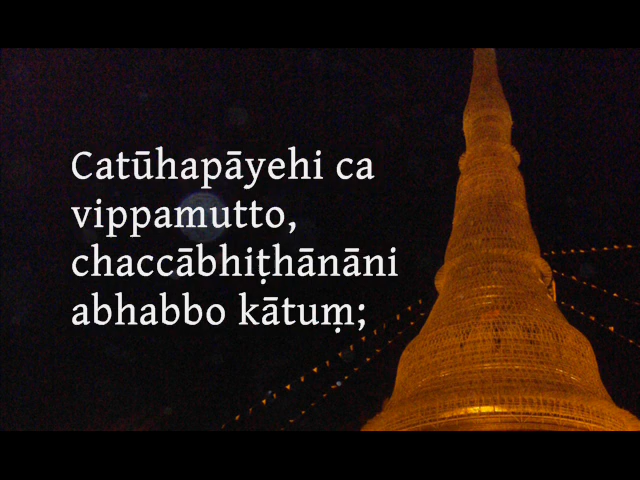 Catūhapāyehi ca
vippamutto,
chaccābhiṭhānāni
abhabbo kātuṃ;